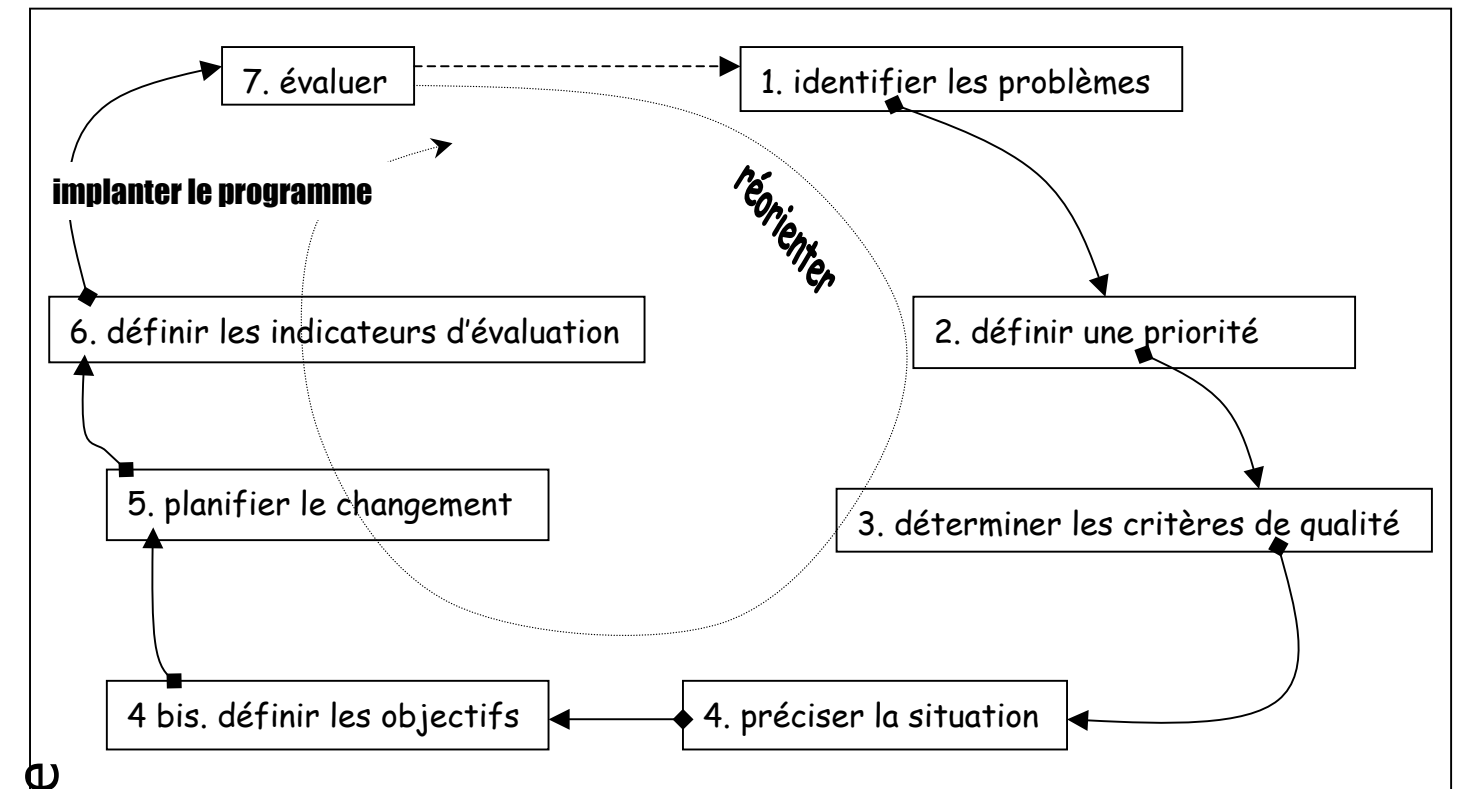 7. évaluer
1. identifier les problèmes
implanter le programme
réorienter
6. définir les indicateurs d'évaluation
2. définir une priorité
5. planifier le changement
3. déterminer les critères de qualité
4 bis. définir les objectifs
4. préciser la situation
e